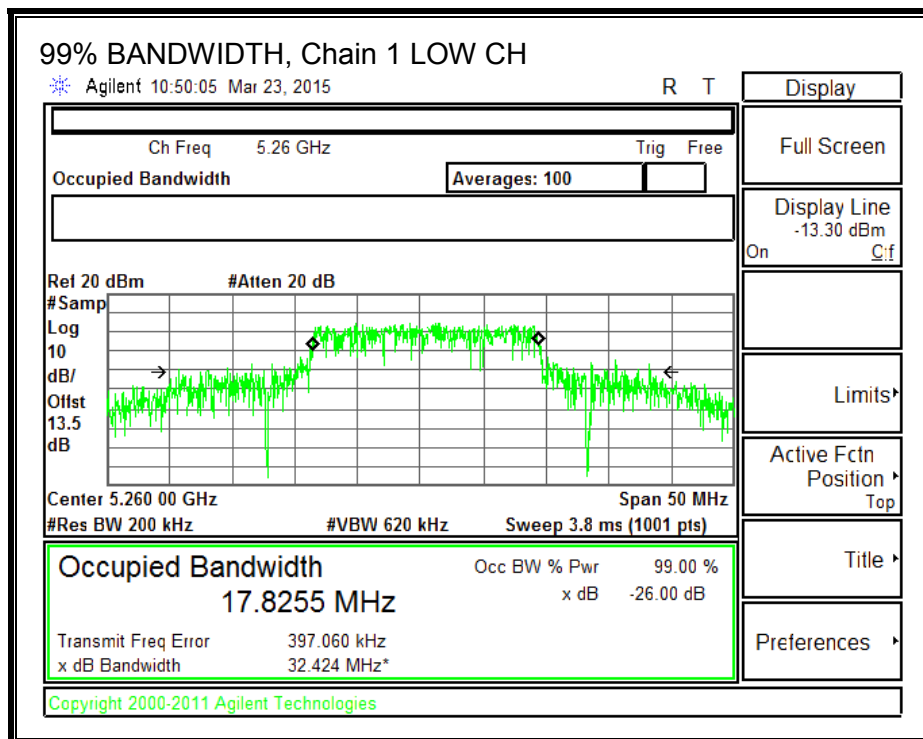 99% BANDWIDTH, Chain 1 LOW CH
Agilent 10:50:05 Mar 23, 2015 R T
Display
Ch Freq 5.26 GHz Trig Free
Full Screen
Occupied Bandwidth Averages: 100
Display Line
-13.30 dBm
On
Ref 20 dBm #Atten 20 dB
#Samp
Log
10
dB/
Offst
13.5
dB
Limits
Active Fctn
Position
Top
Center 5.260 00 GHz Span 50 MHz
#Res BW 200 kHz #VBW 620 kHz Sweep 3.8 ms (1001 pts)
Occupied Bandwidth Occ BW % Pwr 99.00 %
17.8255 MHz x dB -26.00 dB
Title
Transmit Freq Error 397.060 kHz
x dB Bandwidth 32.424 MHz*
Preferences
Copyright 2000-2011 Agilent Technologies